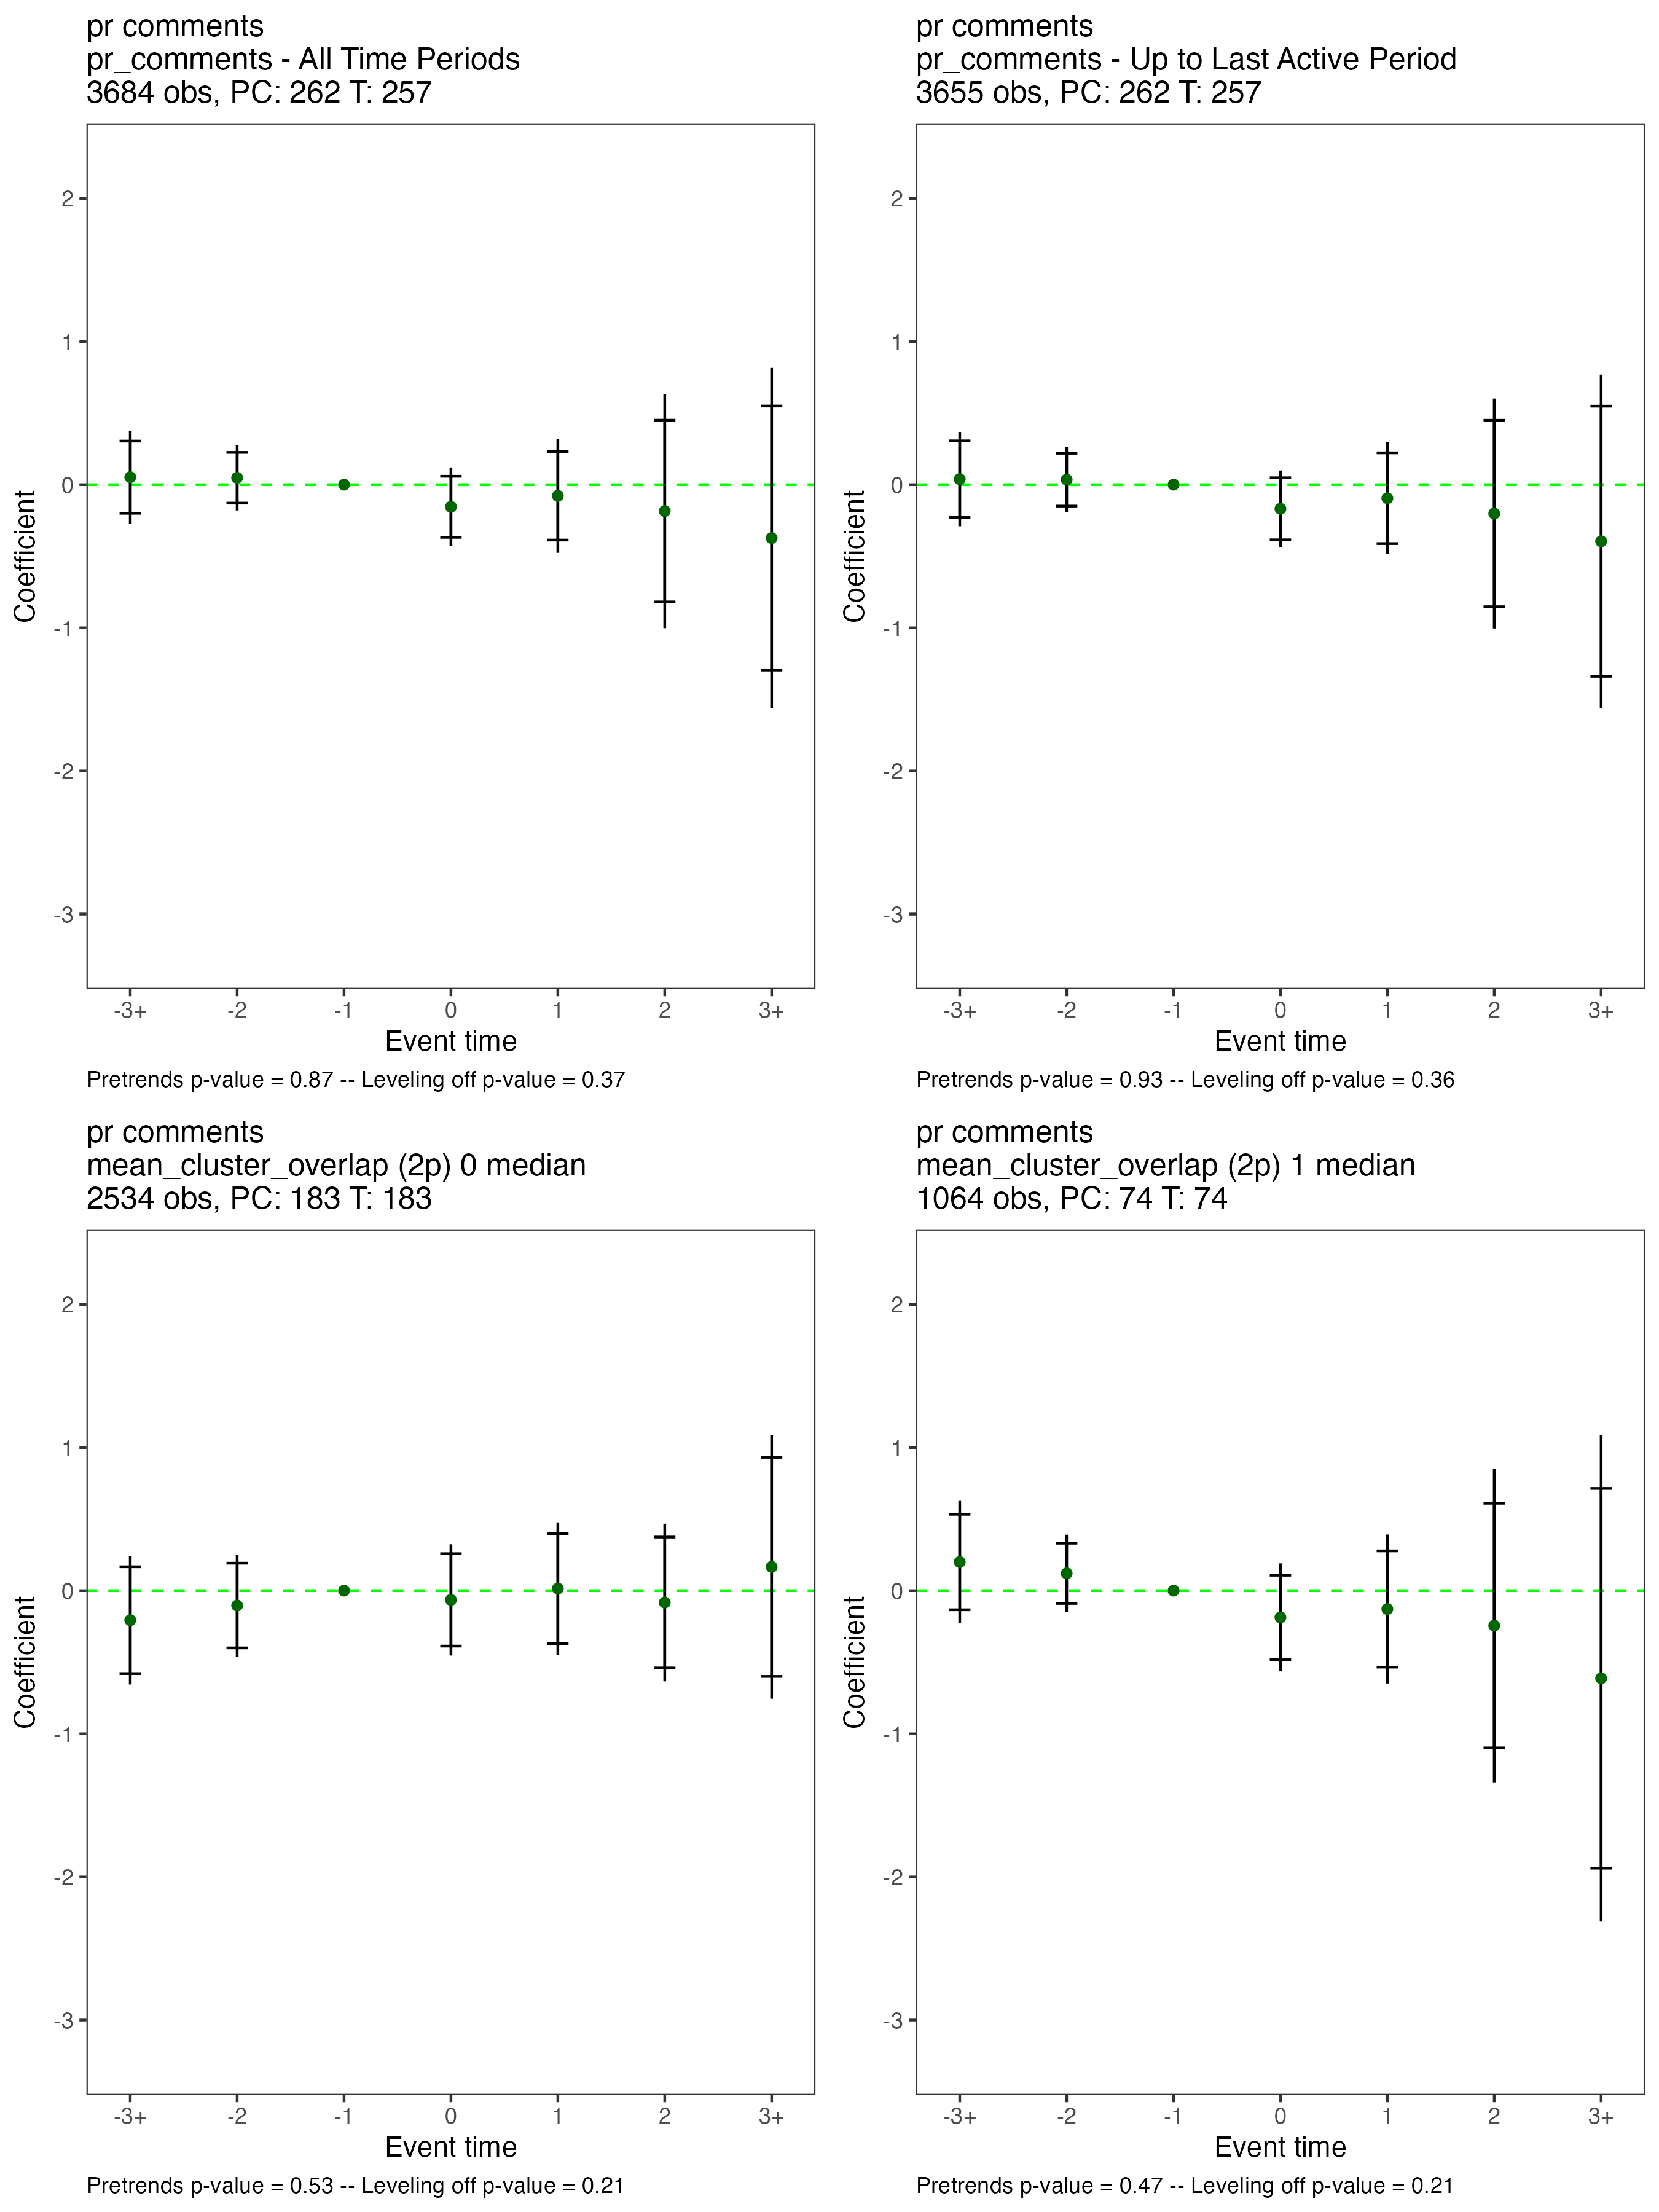 pr comments
pr_comments - All Time Periods
3684 obs, PC: 262 T: 257
2
1
0
-1
-2
-3
Coefficient
-3+ -2 -1 0 1 2 3+
Event time
Pretrends p-value = 0.87 -- Leveling off p-value = 0.37
pr comments
pr_comments - Up to Last Active Period
3655 obs, PC: 262 T: 257
2
1
0
-1
-2
-3
Coefficient
-3+ -2 -1 0 1 2 3+
Event time
Pretrends p-value = 0.93 -- Leveling off p-value = 0.36
pr comments
mean_cluster_overlap (2p) 0 median
2534 obs, PC: 183 T: 183
2
1
0
-1
-2
-3
Coefficient
-3+ -2 -1 0 1 2 3+
Event time
Pretrends p-value = 0.53 -- Leveling off p-value = 0.21
pr comments
mean_cluster_overlap (2p) 1 median
1064 obs, PC: 74 T: 74
2
1
0
-1
-2
-3
Coefficient
-3+ -2 -1 0 1 2 3+
Event time
Pretrends p-value = 0.47 -- Leveling off p-value = 0.21